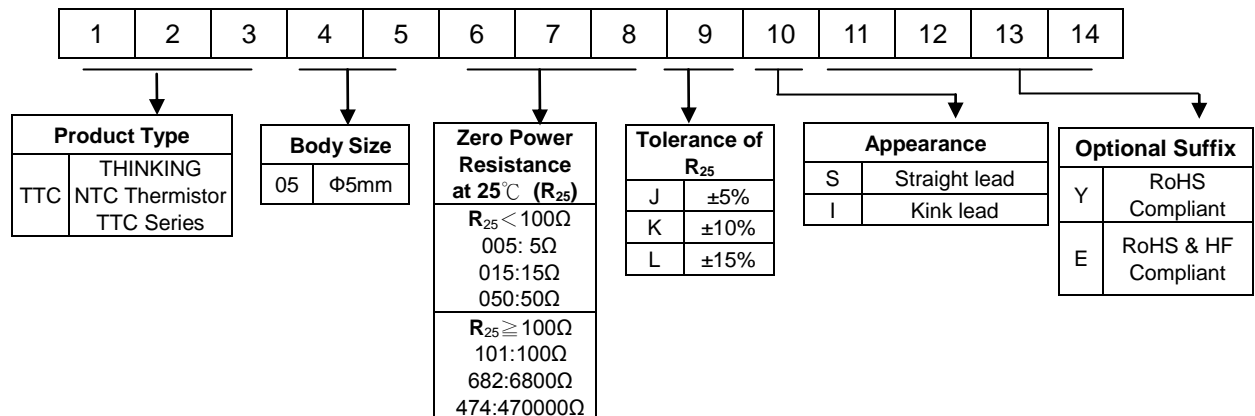 1 2 3 4 5 6 7 8 9 10 11 12 13 14
Product Type
TTC
THINKING
NTC Thermistor
TTC Series
Body Size
05 Φ5mm
Zero Power
Resistance
at 25℃ (R25)
R25＜100Ω
005: 5Ω
015:15Ω
050:50Ω
R25≧100Ω
101:100Ω
682:6800Ω
474:470000Ω
Tolerance of
R25
J ±5%
K ±10%
L ±15%
Appearance
S Straight lead
I Kink lead
Optional Suffix
Y
RoHS
Compliant
E
RoHS & HF
Compliant